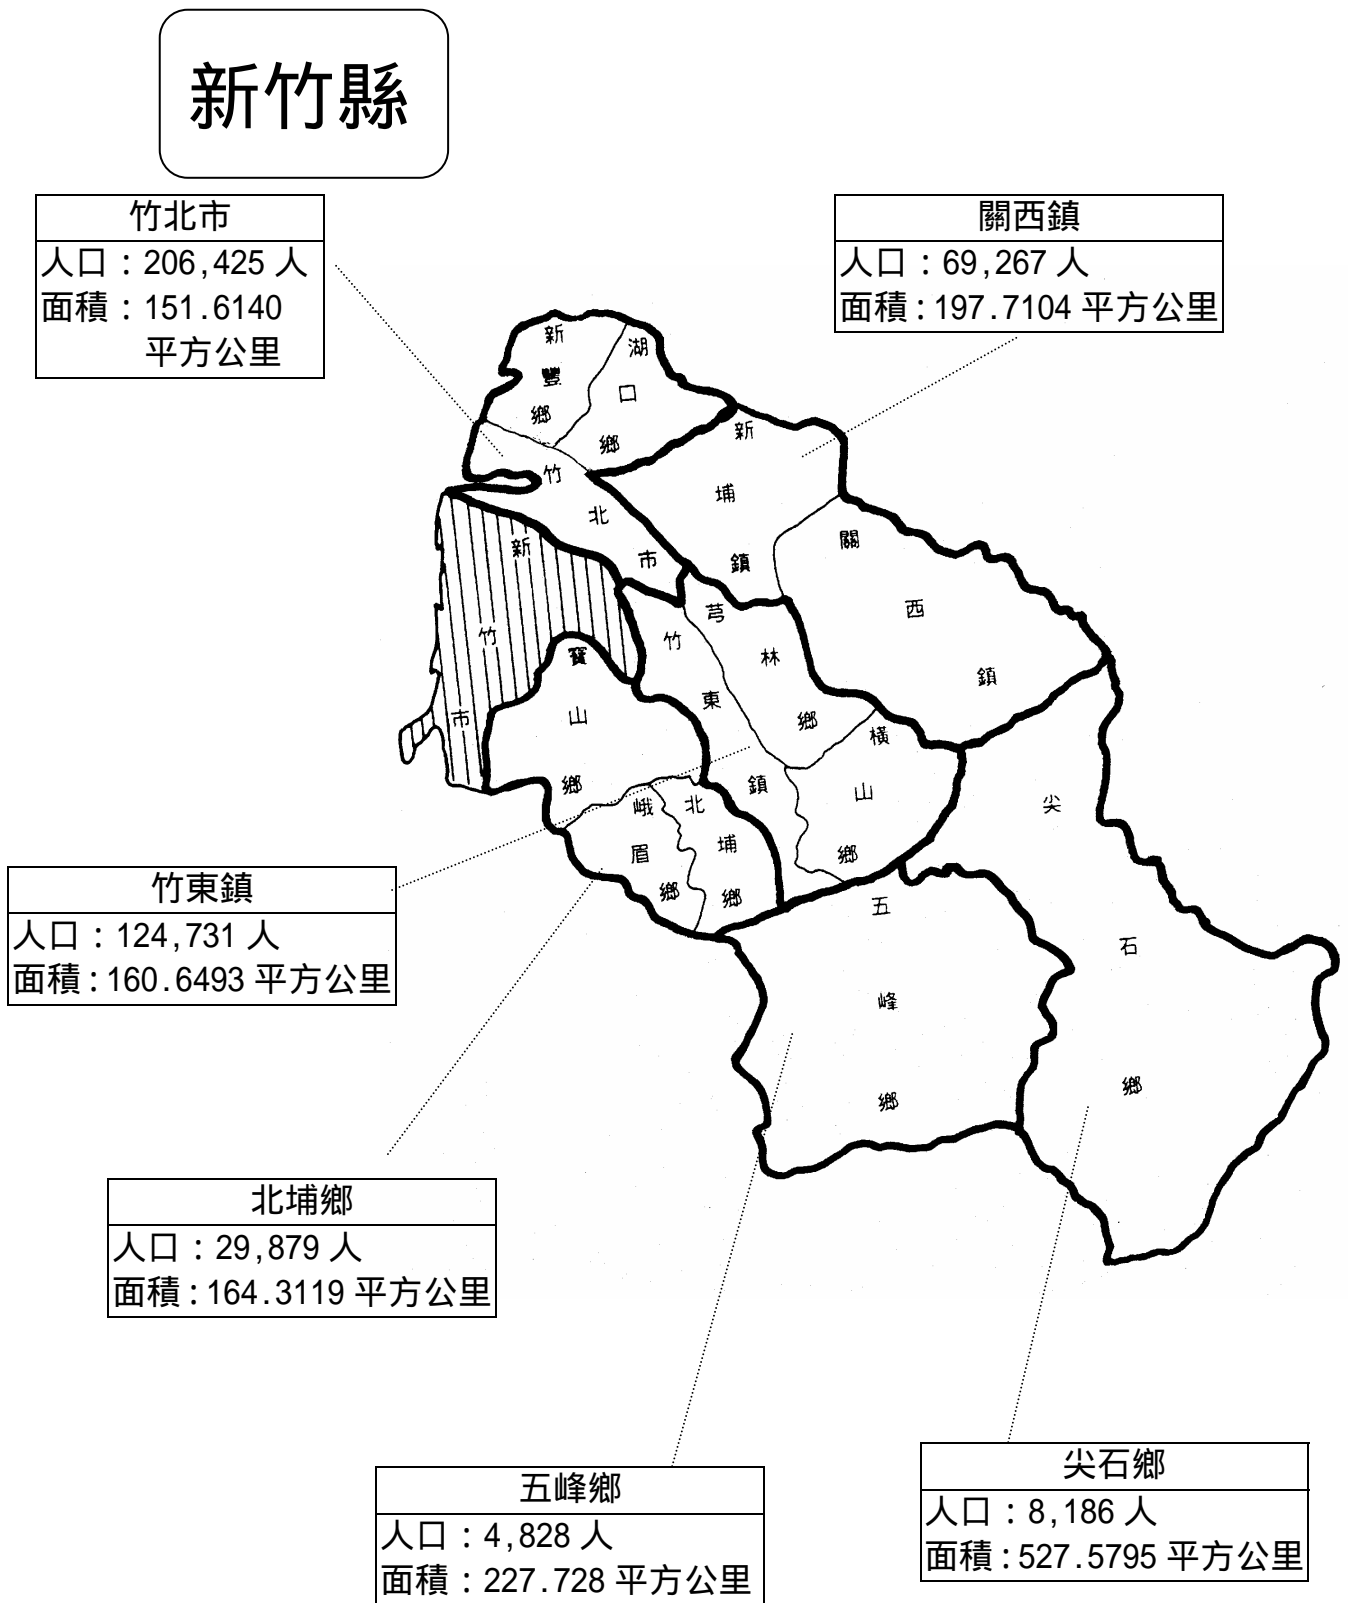 新竹縣
竹北市
人口：206,425 人
面積：151.6140
平方公里
關西鎮
人口：69,267 人
面積：197.7104 平方公里
新豐鄉
湖口鄉
竹北市
新埔鎮
關西鎮
新竹市
竹東鎮
芎林鄉
寶山鄉
橫山鄉
峨眉鄉
北埔鄉
尖石鄉
五峰鄉
竹東鎮
人口：124,731 人
面積：160.6493 平方公里
北埔鄉
人口：29,879 人
面積：164.3119 平方公里
五峰鄉
人口：4,828 人
面積：227.728 平方公里
尖石鄉
人口：8,186 人
面積：527.5795 平方公里